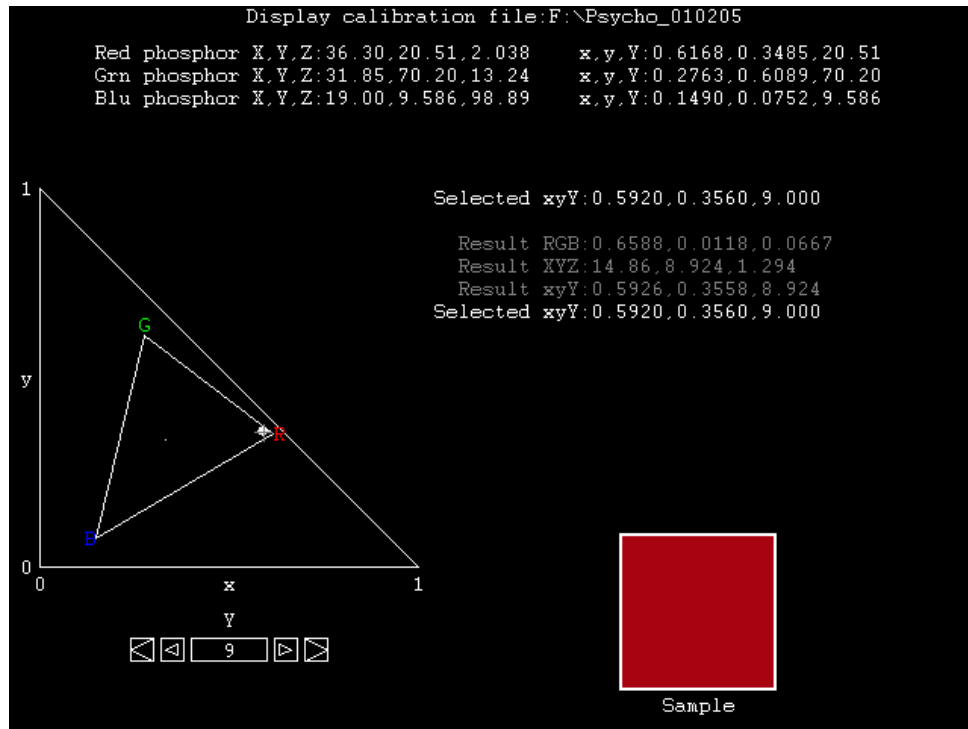 Display calibration file:F:\Psycho_010205
Red phosphor X,Y,Z:36.30,20.51,2.038 x,y,Y:0.6168,0.3485,20.51
Grn phosphor X,Y,Z:31.85,70.20,13.24 x,y,Y:0.2763,0.6089,70.20
Blu phosphor X,Y,Z:19.00,9.586,98.89 x,y,Y:0.1490,0.0752,9.586
1
Selected xyY:0.5920,0.3560,9.000
Result RGB:0.6588,0.0118,0.0667
Result XYZ:14.86,8.924,1.294
Result xyY:0.5926,0.3558,8.924
Selected xyY:0.5920,0.3560,9.000
G
y
R
B
0
0 x 1
Y
9
Sample